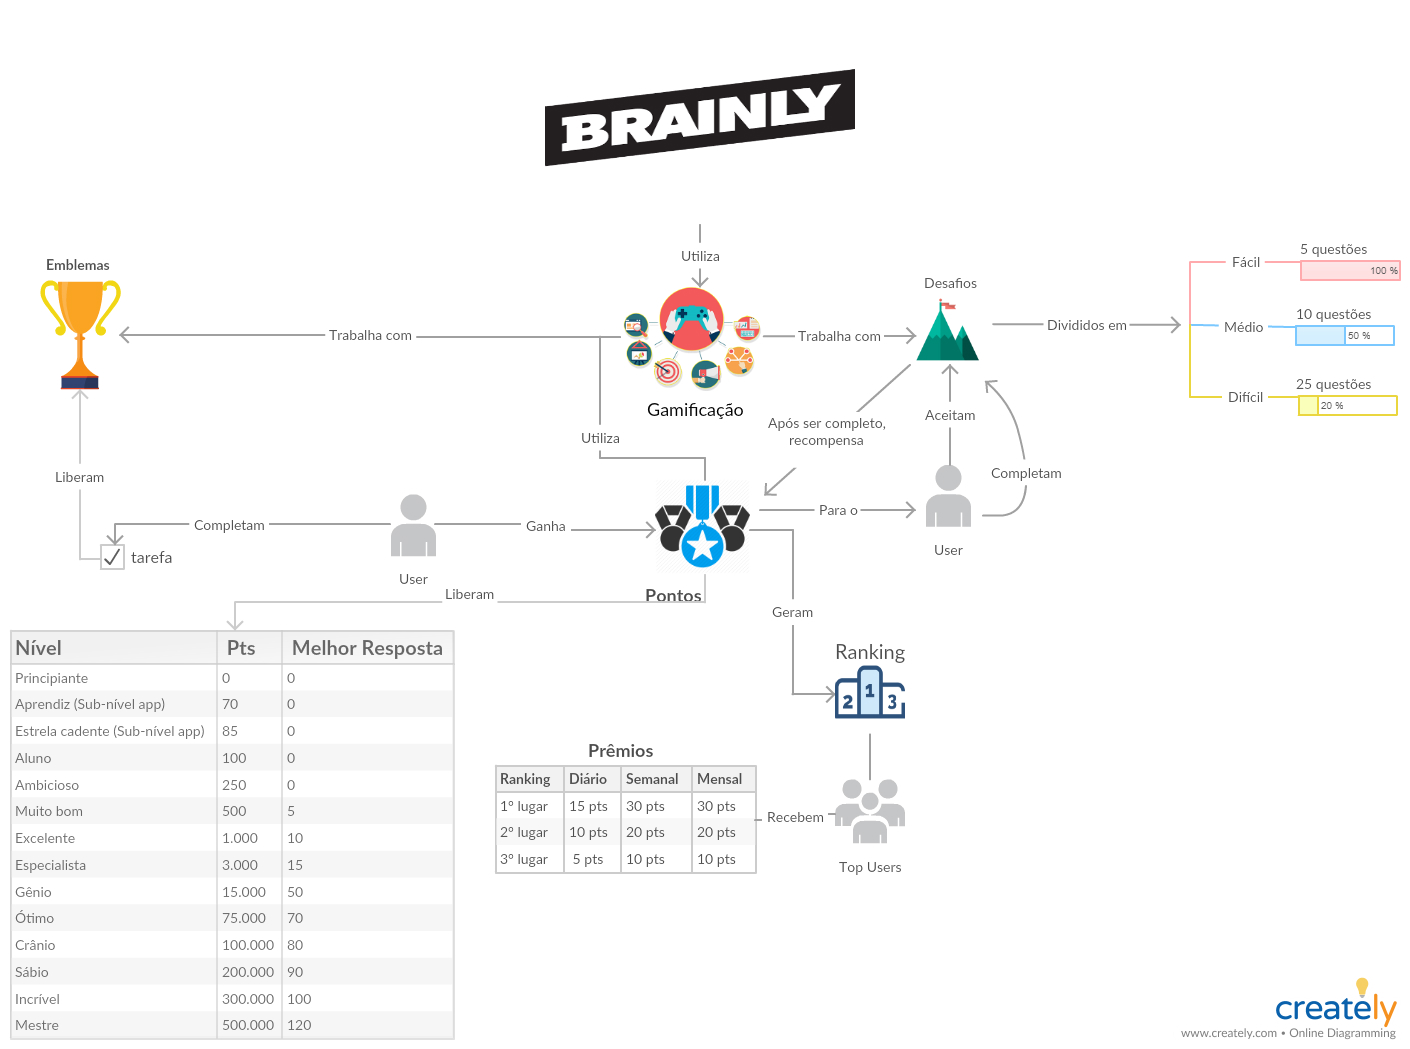 BRAINLY
Utiliza
Emblemas
Trabalha com
Gamificação
Trabalha com
Desafios
Divididos em
Fácil
5 questões
100 %
Médio
10 questões
50 %
Difícil
25 questões
20 %
Utiliza
Após ser completo,
recompensa
Aceitam
Completam
Liberam
Completam
tarefa
User
Ganha
Pontos
Para o
User
Liberam
Geram
Ranking
2 1 3
Nível Pts Melhor Resposta
Principiante 0 0
Aprendiz (Sub-nível app) 70 0
Estrela cadente (Sub-nível app) 85 0
Aluno 100 0
Ambicioso 250 0
Muito bom 500 5
Excelente 1.000 10
Especialista 3.000 15
Gênio 15.000 50
Ótimo 75.000 70
Crânio 100.000 80
Sábio 200.000 90
Incrível 300.000 100
Mestre 500.000 120
Prêmios
Ranking Diário Semanal Mensal
1º lugar 15 pts 30 pts 30 pts
2º lugar 10 pts 20 pts 20 pts
3º lugar 5 pts 10 pts 10 pts
Recebem
Top Users
creately
www.creately.com • Online Diagramming